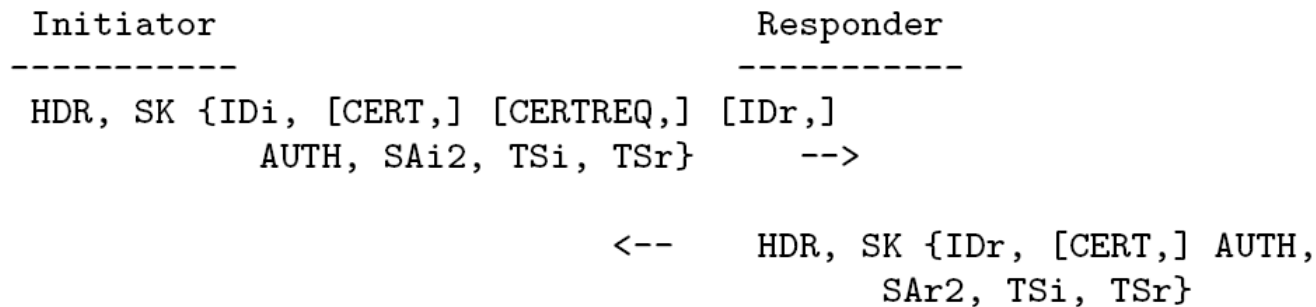 Initiator                         Responder
-----------                       -----------
HDR, SK {IDi, [CERT,] [CERTREQ,] [IDr,]
AUTH, SAi2, TSi, TSr}     -->
<--    HDR, SK {IDr, [CERT,] AUTH,
SAr2, TSi, TSr}